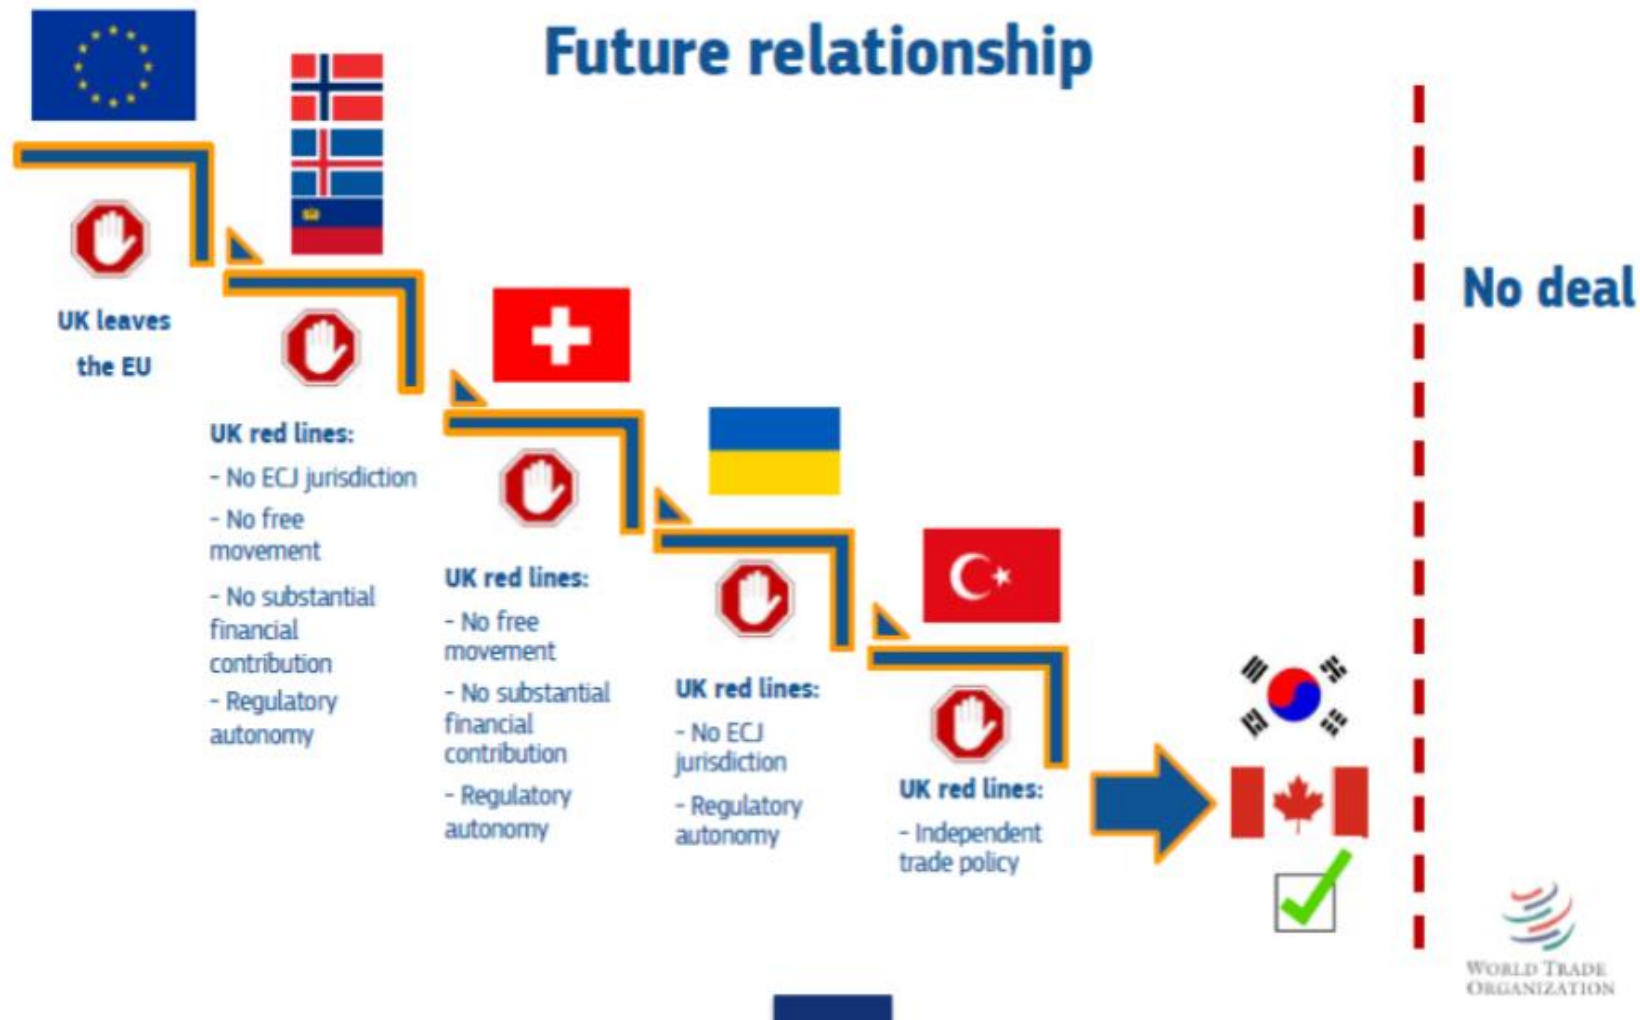 Future relationship
No deal
UK leaves
the EU
UK red lines:
- No ECJ jurisdiction
- No free
movement
- No substantial
financial
contribution
- Regulatory
autonomy
UK red lines:
- No free
movement
- No substantial
financial
contribution
- Regulatory
autonomy
UK red lines:
- No ECJ
jurisdiction
- Regulatory
autonomy
UK red lines:
- Independent
trade policy
WORLD TRADE
ORGANIZATION